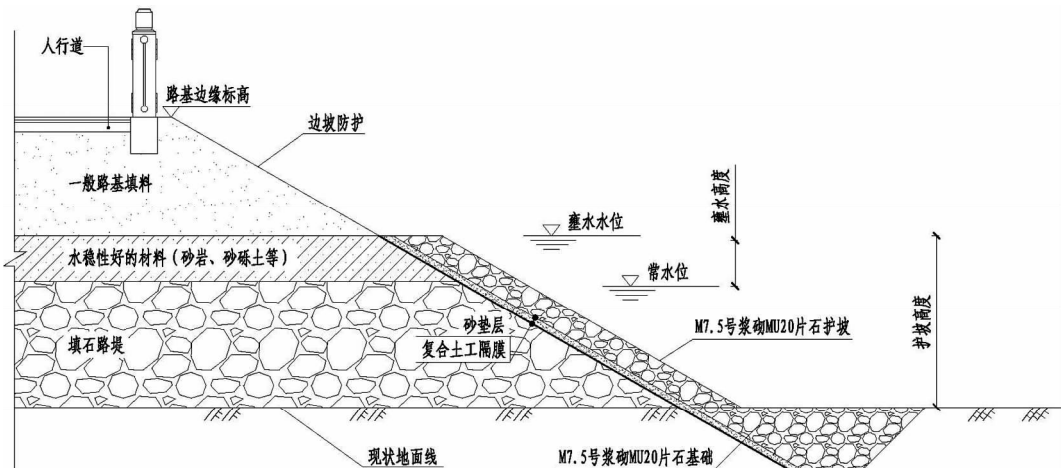 人行道
路基边缘标高
边坡防护
一般路基填料
壅水高度
壅水水位
水稳性好的材料（砂岩、砂砾土等）
常水位
砂垫层
复合土工隔膜
M7.5号浆砌MU20片石护坡
护坡高度
填石路堤
现状地面线
M7.5号浆砌MU20片石基础